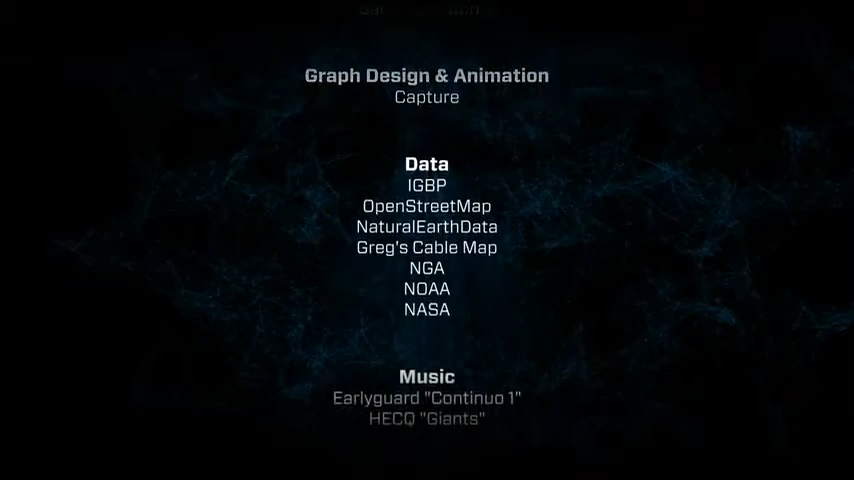 Graph Design & Animation
Capture
Data
IGBP
OpenStreetMap
NaturalEarthData
Greg's Cable Map
NGA
NOAA
NASA
Music
Earlyguard "Continuo 1"
HECQ "Giants"